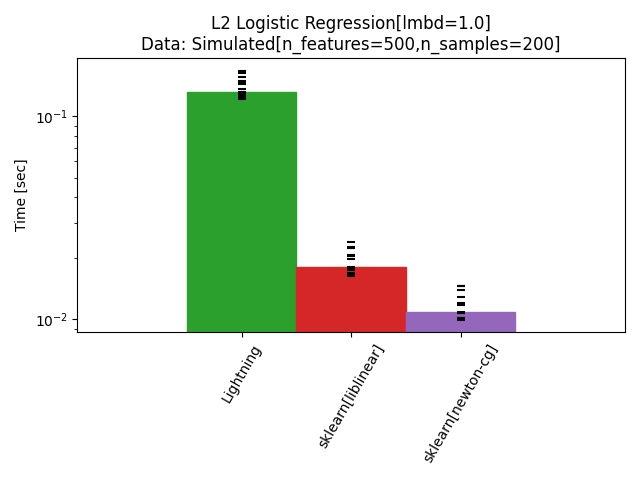 L2 Logistic Regression[lmbd=1.0]
Data: Simulated[n_features=500,n_samples=200]
Time [sec]
10⁻¹
10⁻²
Lightning
sklearn[liblinear]
sklearn[newton-cg]